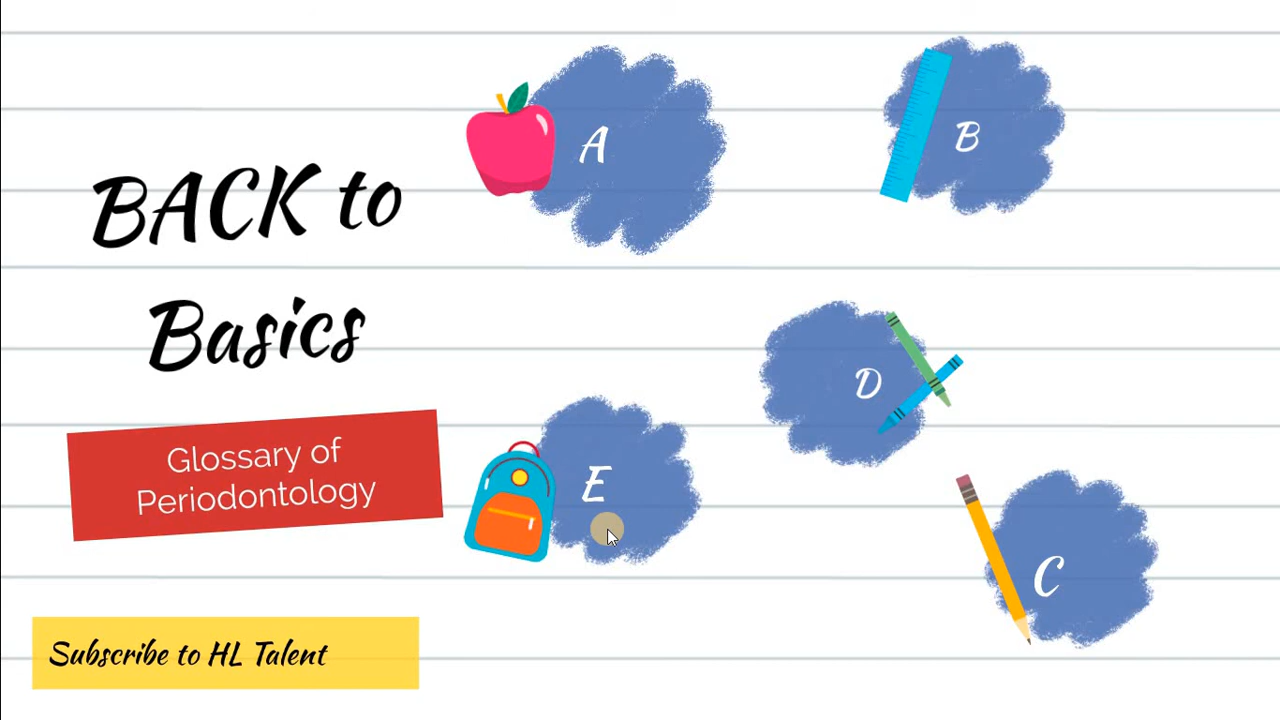 BACK to
Basics
Glossary of
Periodontology
Subscribe to HL Talent
A
B
D
E
C